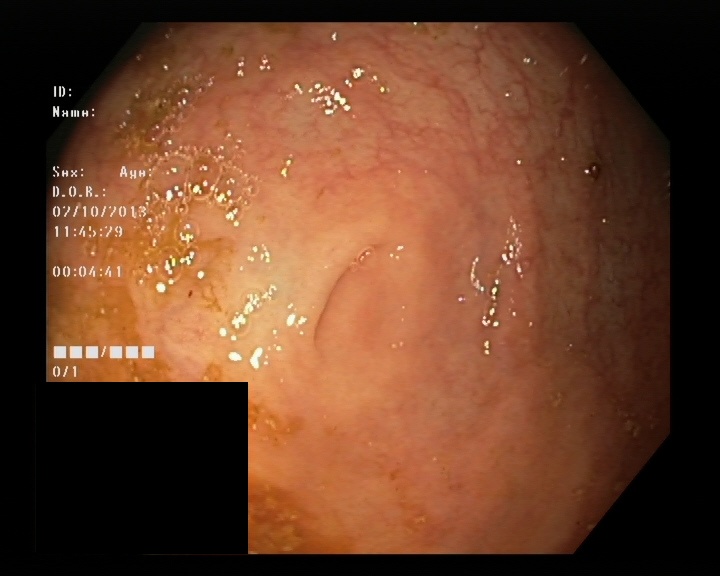 ID:
Name:
Sex: Age:
D.O.B.:
02/10/2013
11:45:29
00:04:41
■■■/■■■
0/1